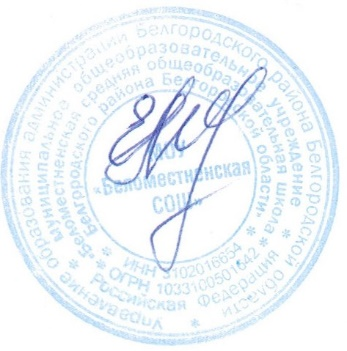 Управление образования администрации Белгородского района Белгородской области
* муниципальное общеобразовательное учреждение *
«Беломестненская средняя общеобразовательная школа
Белгородского района Белгородской области»
* ИНН 3102016654 *
* ОГРН 1033100501642 *
Российская Федерация
МОУ
«Беломестненская
СОШ»